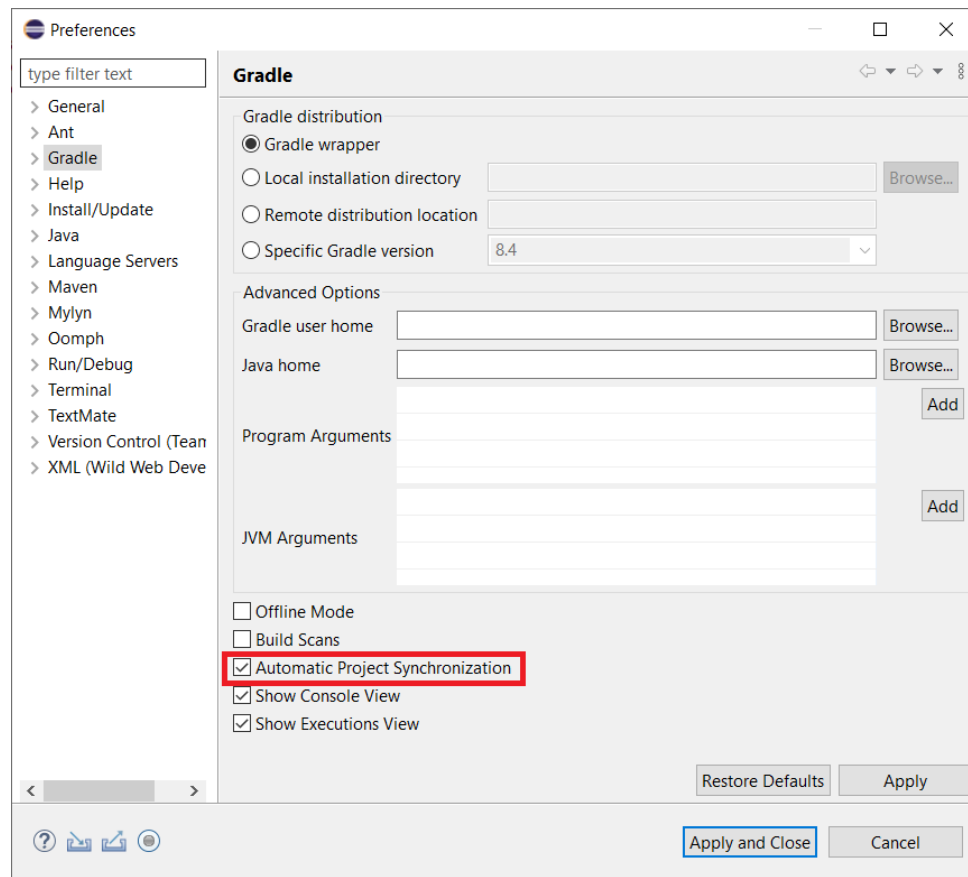 Preferences
type filter text
General
Ant
Gradle
Help
Install/Update
Java
Language Servers
Maven
Mylyn
Oomph
Run/Debug
Terminal
TextMate
Version Control (Team
XML (Wild Web Deve
Gradle
Gradle distribution
Gradle wrapper
Local installation directory Browse...
Remote distribution location
Specific Gradle version 8.4
Advanced Options
Gradle user home Browse...
Java home Browse...
Add
Program Arguments
Add
JVM Arguments
Offline Mode
Build Scans
Automatic Project Synchronization
Show Console View
Show Executions View
Restore Defaults Apply
Apply and Close Cancel